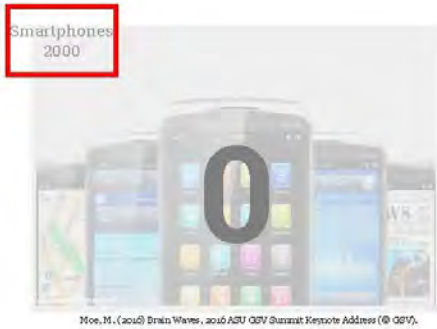 Smartphones
2000
0
Moe, M. (2016) Brain Waves, 2016 ASU GSV Summit Keynote Address (© GSV).